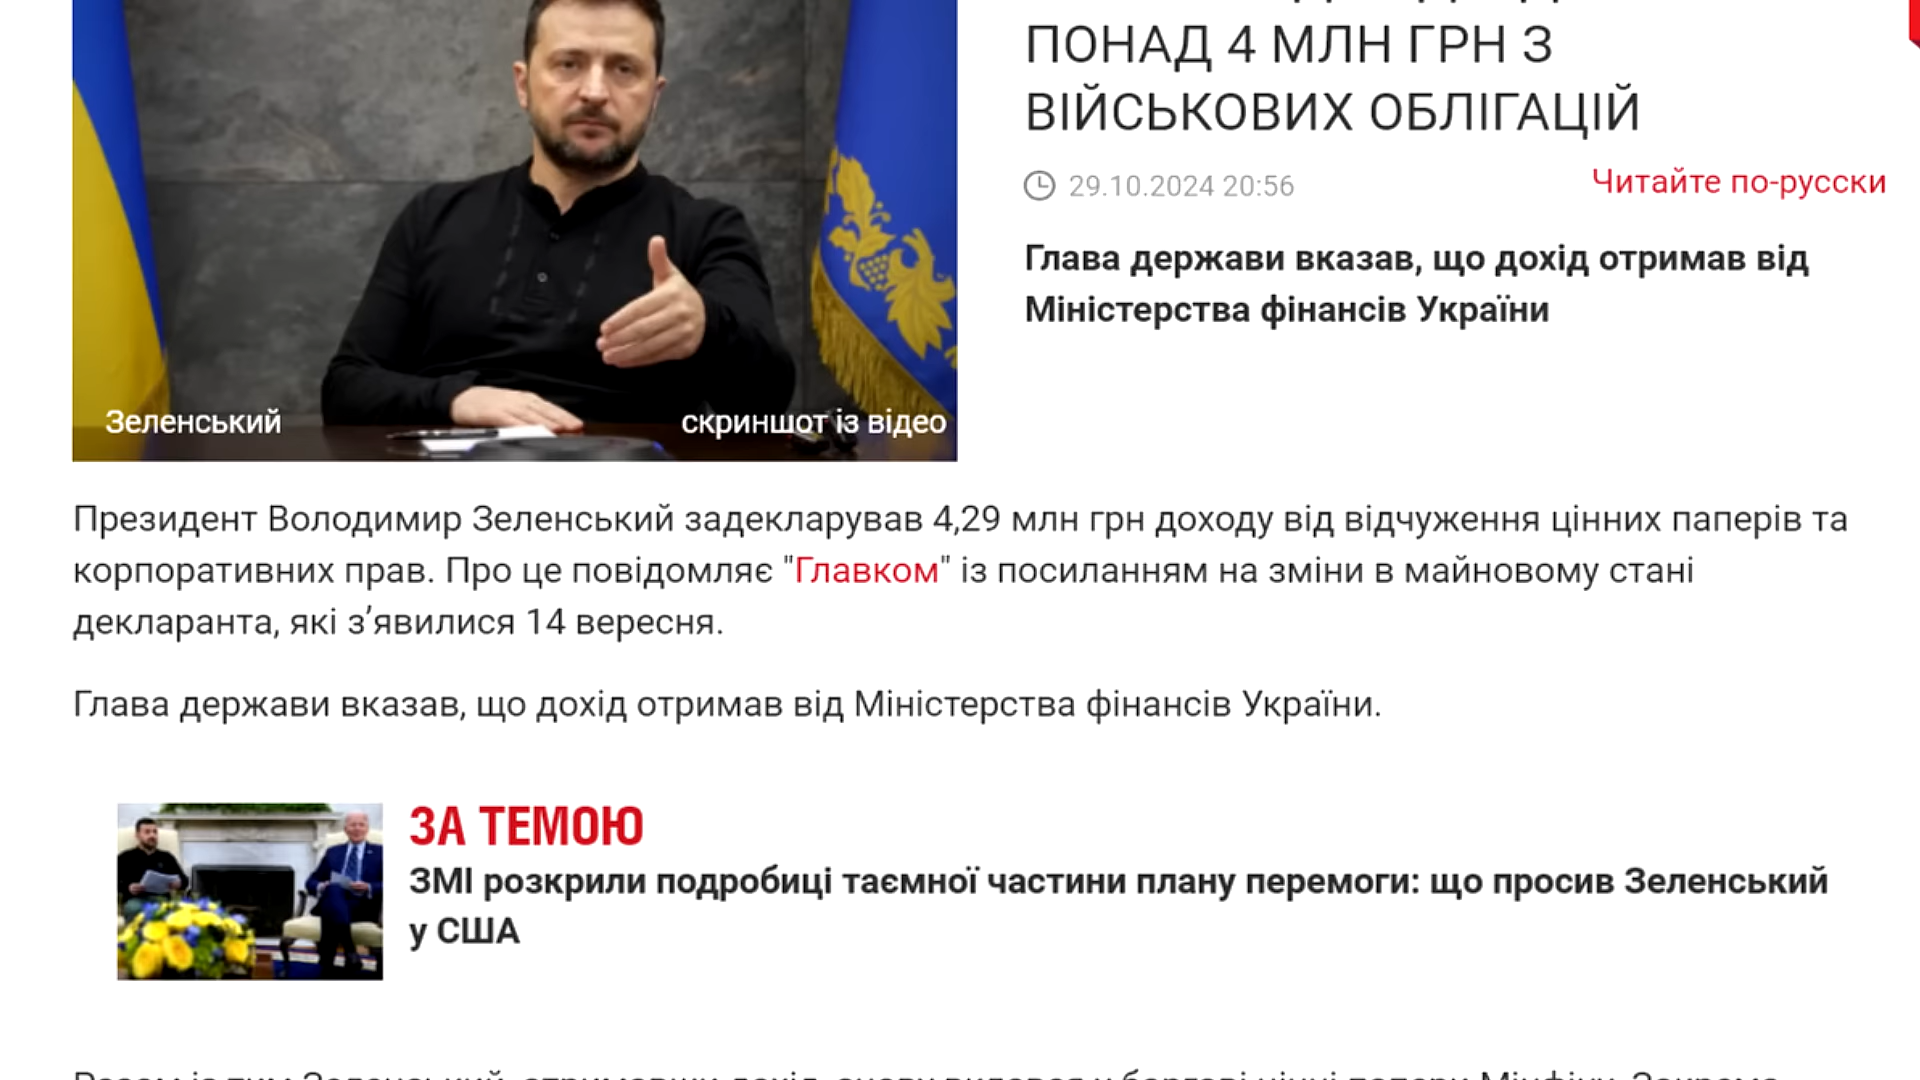 ПОНАД 4 МЛН ГРН З
ВІЙСЬКОВИХ ОБЛІГАЦІЙ
29.10.2024 20:56
Читайте по-русски
Глава держави вказав, що дохід отримав від
Міністерства фінансів України
Зеленський
скриншот із відео
Президент Володимир Зеленський задекларував 4,29 млн грн доходу від відчуження цінних паперів та
корпоративних прав. Про це повідомляє "Главком" із посиланням на зміни в майновому стані
декларанта, які з’явилися 14 вересня.
Глава держави вказав, що дохід отримав від Міністерства фінансів України.
ЗА ТЕМОЮ
ЗМІ розкрили подробиці таємної частини плану перемоги: що просив Зеленський
у США